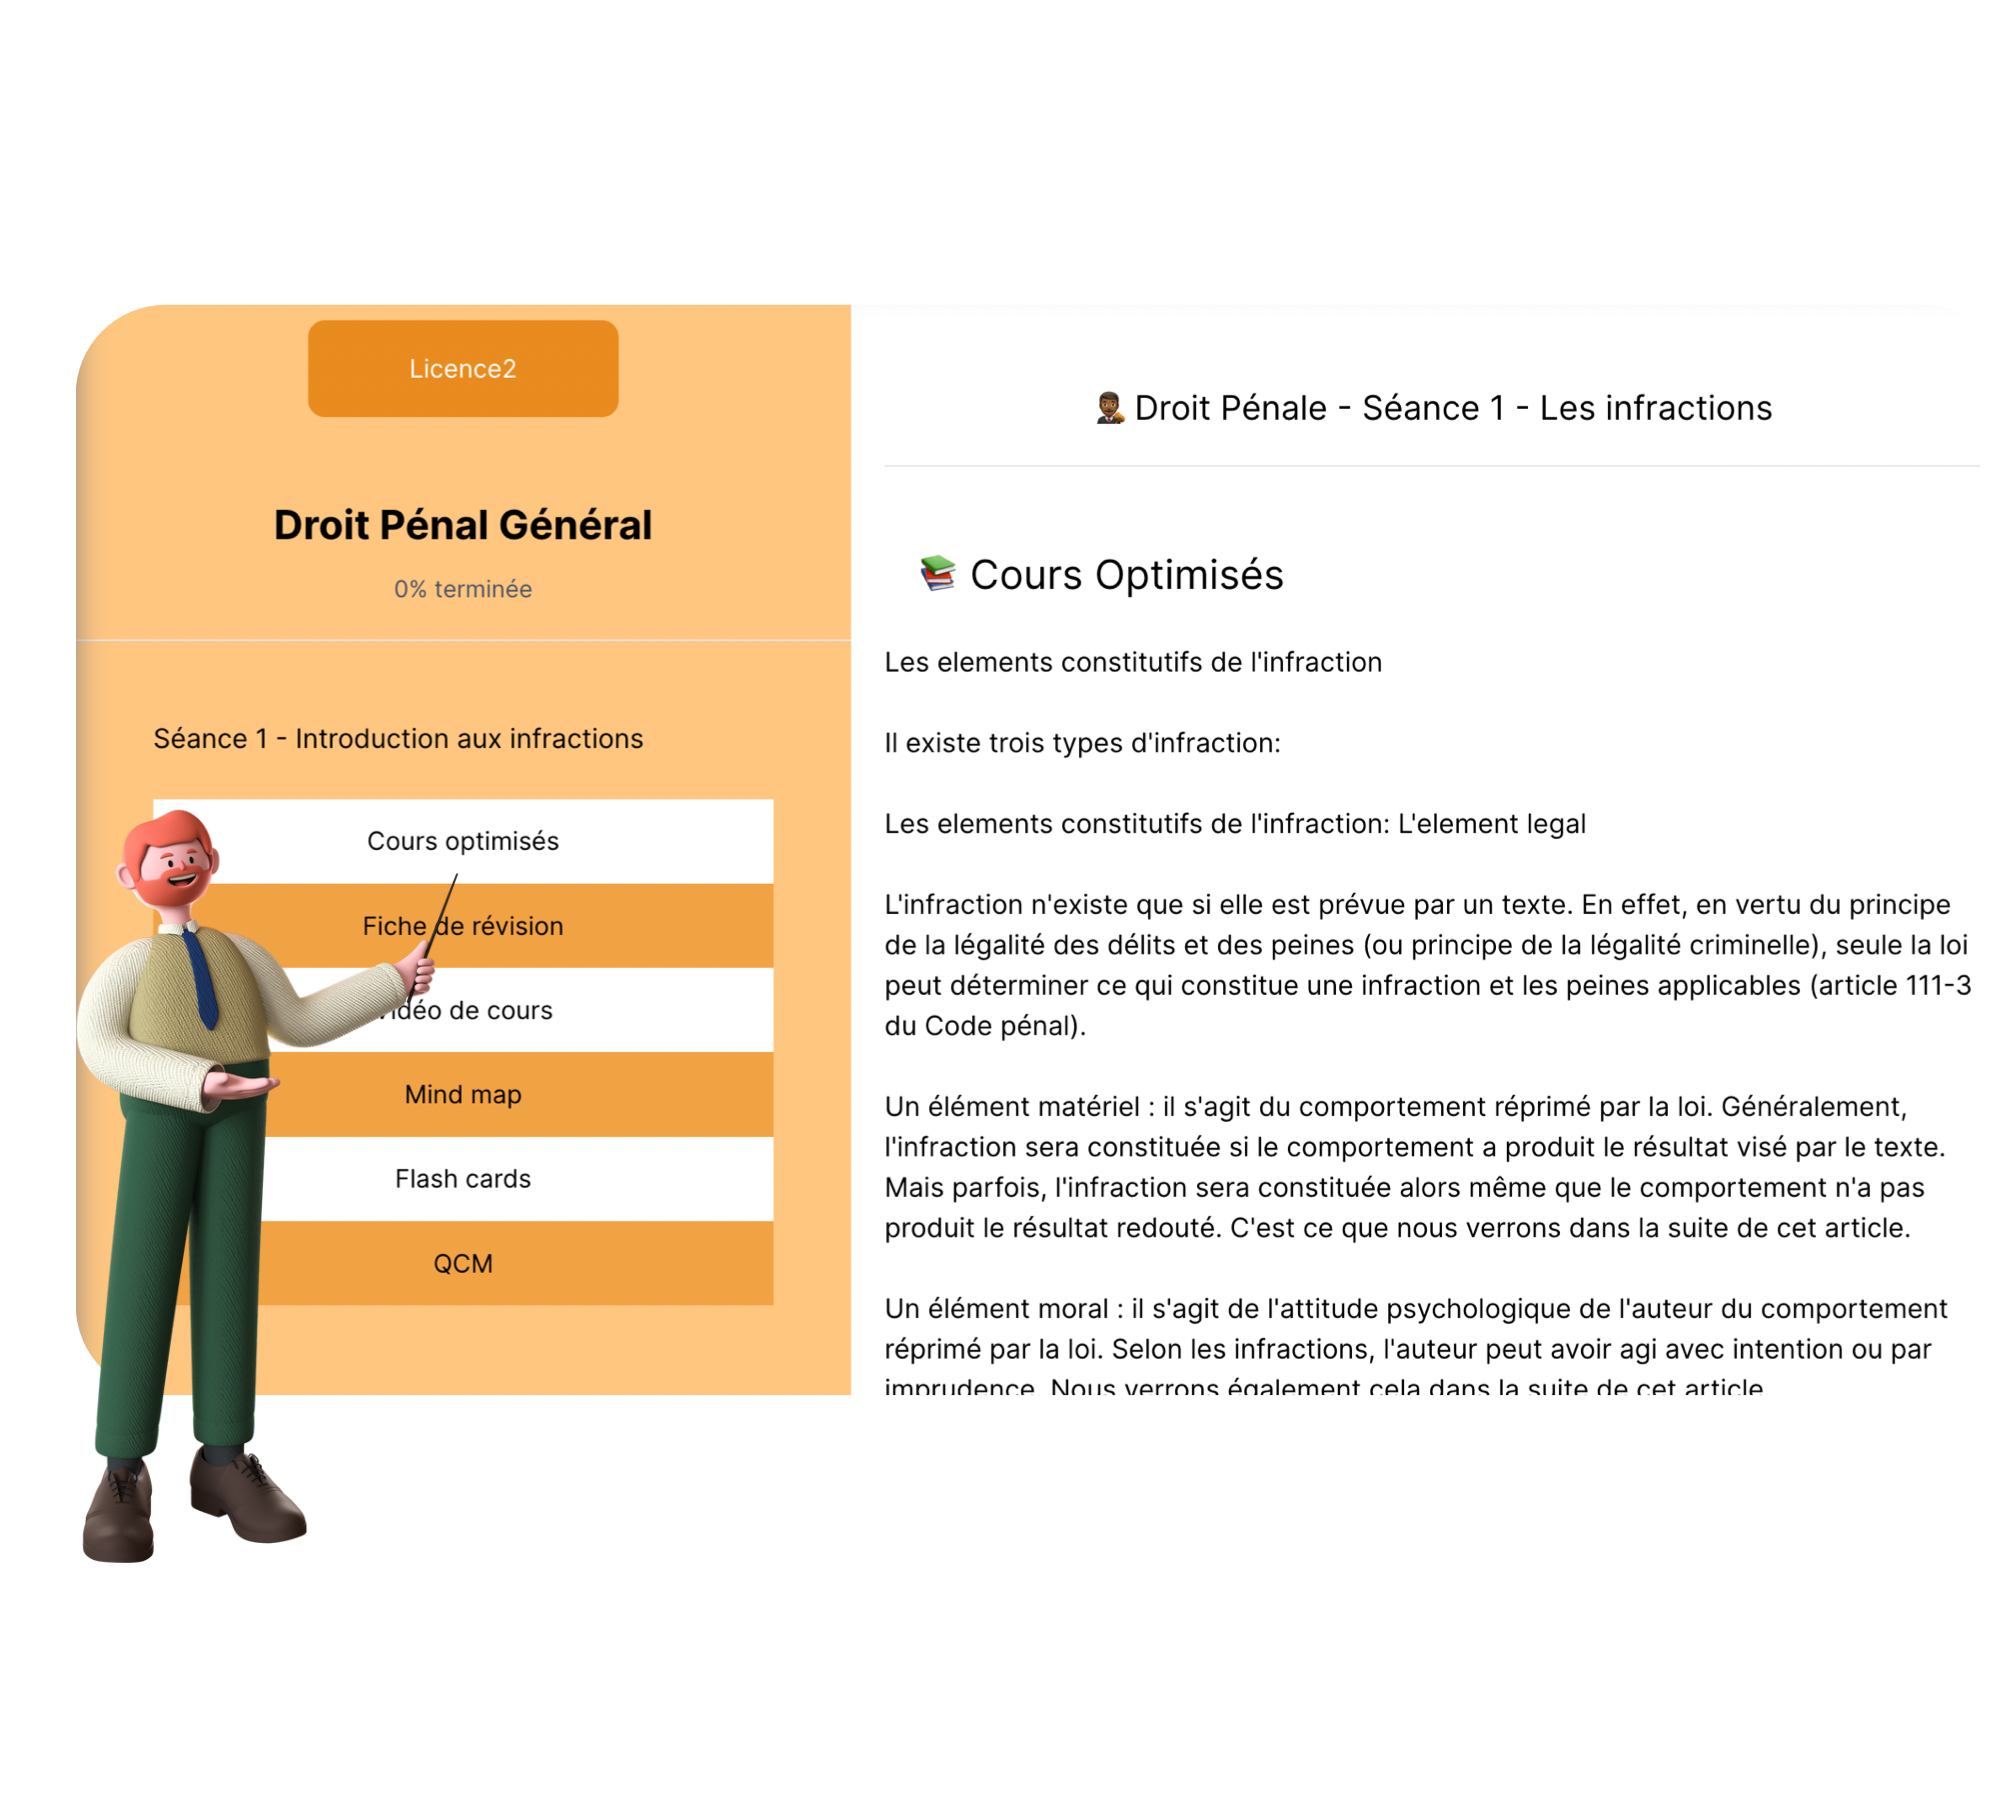 Licence2
Droit Pénal Général
0% terminée
Séance 1 - Introduction aux infractions
Cours optimisés
Fiche de révision
de cours
Mind map
Flash cards
QCM
Droit Pénale - Séance 1 - Les infractions
Cours Optimisés
Les elements constitutifs de l'infraction
Il existe trois types d'infraction:
Les elements constitutifs de l'infraction: L'element legal
L'infraction n'existe que si elle est prévue par un texte. En effet, en vertu du principe
de la légalité des délits et des peines (ou principe de la légalité criminelle), seule la loi
peut déterminer ce qui constitue une infraction et les peines applicables (article 111-3
du Code pénal).
Un élément matériel : il s'agit du comportement réprimé par la loi. Généralement,
l'infraction sera constituée si le comportement a produit le résultat visé par le texte.
Mais parfois, l'infraction sera constituée alors même que le comportement n'a pas
produit le résultat redouté. C'est ce que nous verrons dans la suite de cet article.
Un élément moral : il s'agit de l'attitude psychologique de l'auteur du comportement
réprimé par la loi. Selon les infractions, l'auteur peut avoir agi avec intention ou par
imprudence. Nous verrons également cela dans la suite de cet article